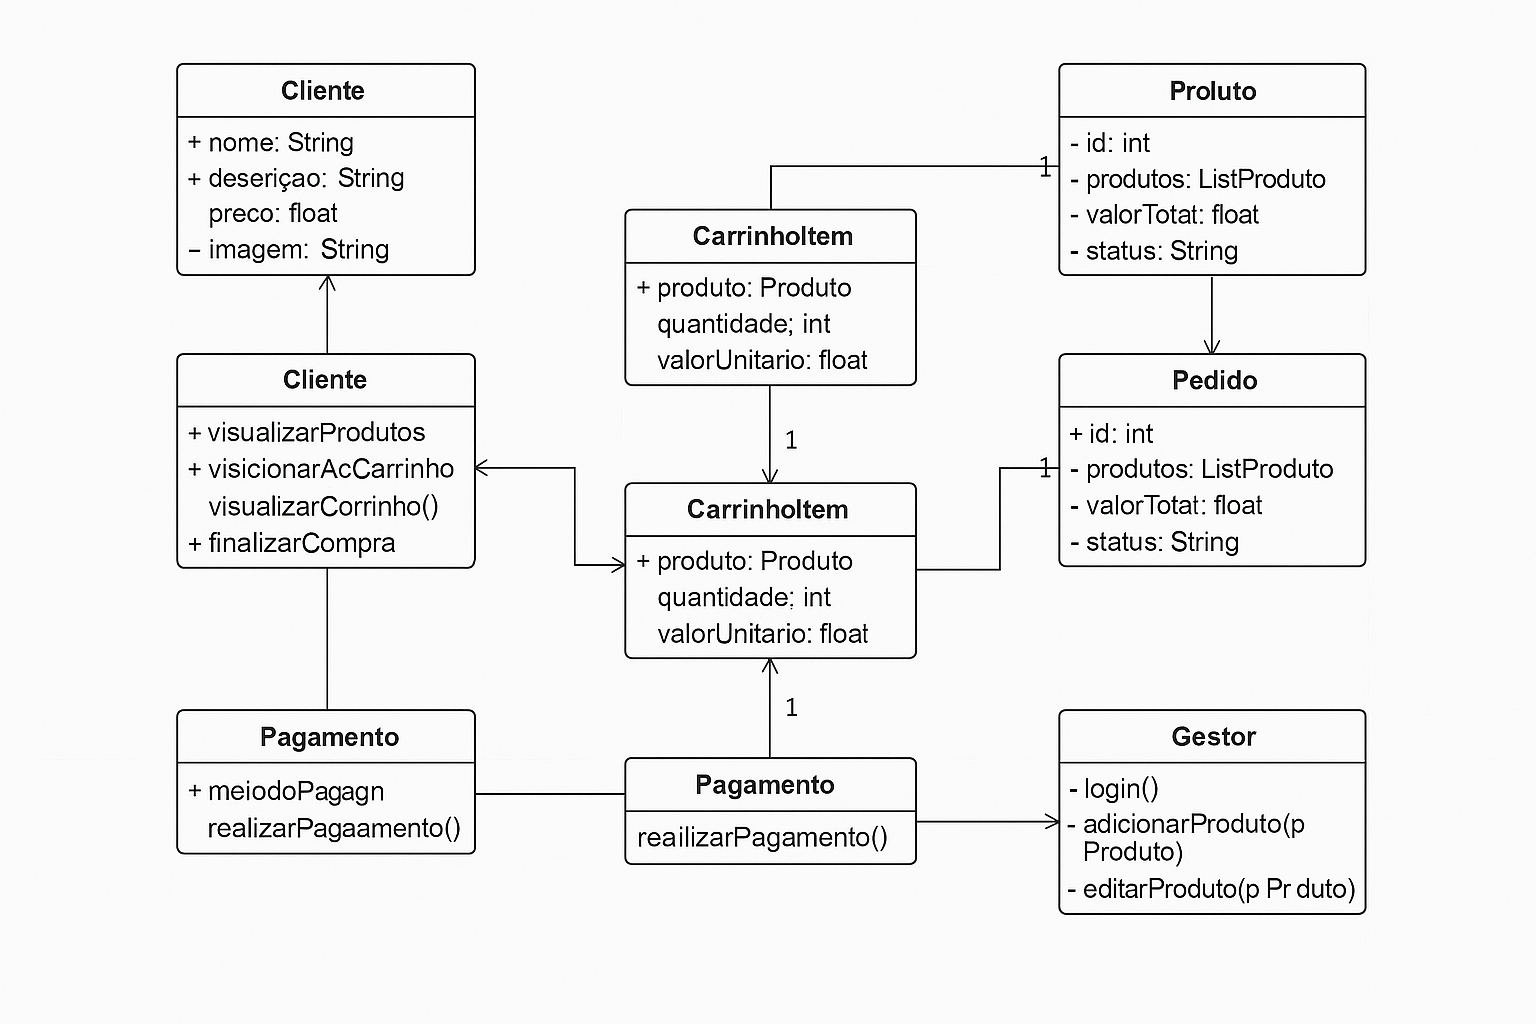 Cliente
+ nome: String
+ deseriçao: String
preco: float
– imagem: String
Proluto
- id: int
- produtos: ListProduto
- valorTotat: float
- status: String
1
CarrinhoItem
+ produto: Produto
quantidade; int
valorUnitario: float
1
Cliente
+ visualizarProdutos
+ visicionarAcCarrinho
visualizarCorrinho()
+ finalizarCompra
Pedido
+ id: int
- produtos: ListProduto
- valorTotat: float
- status: String
1
CarrinhoItem
+ produto: Produto
quantidade: int
valorUnitario: float
1
Pagamento
+ meiodoPagagn
realizarPagaamento()
Pagamento
reailizarPagamento()
Gestor
- login()
- adicionarProduto(p
Produto)
- editarProduto(p Pr duto)